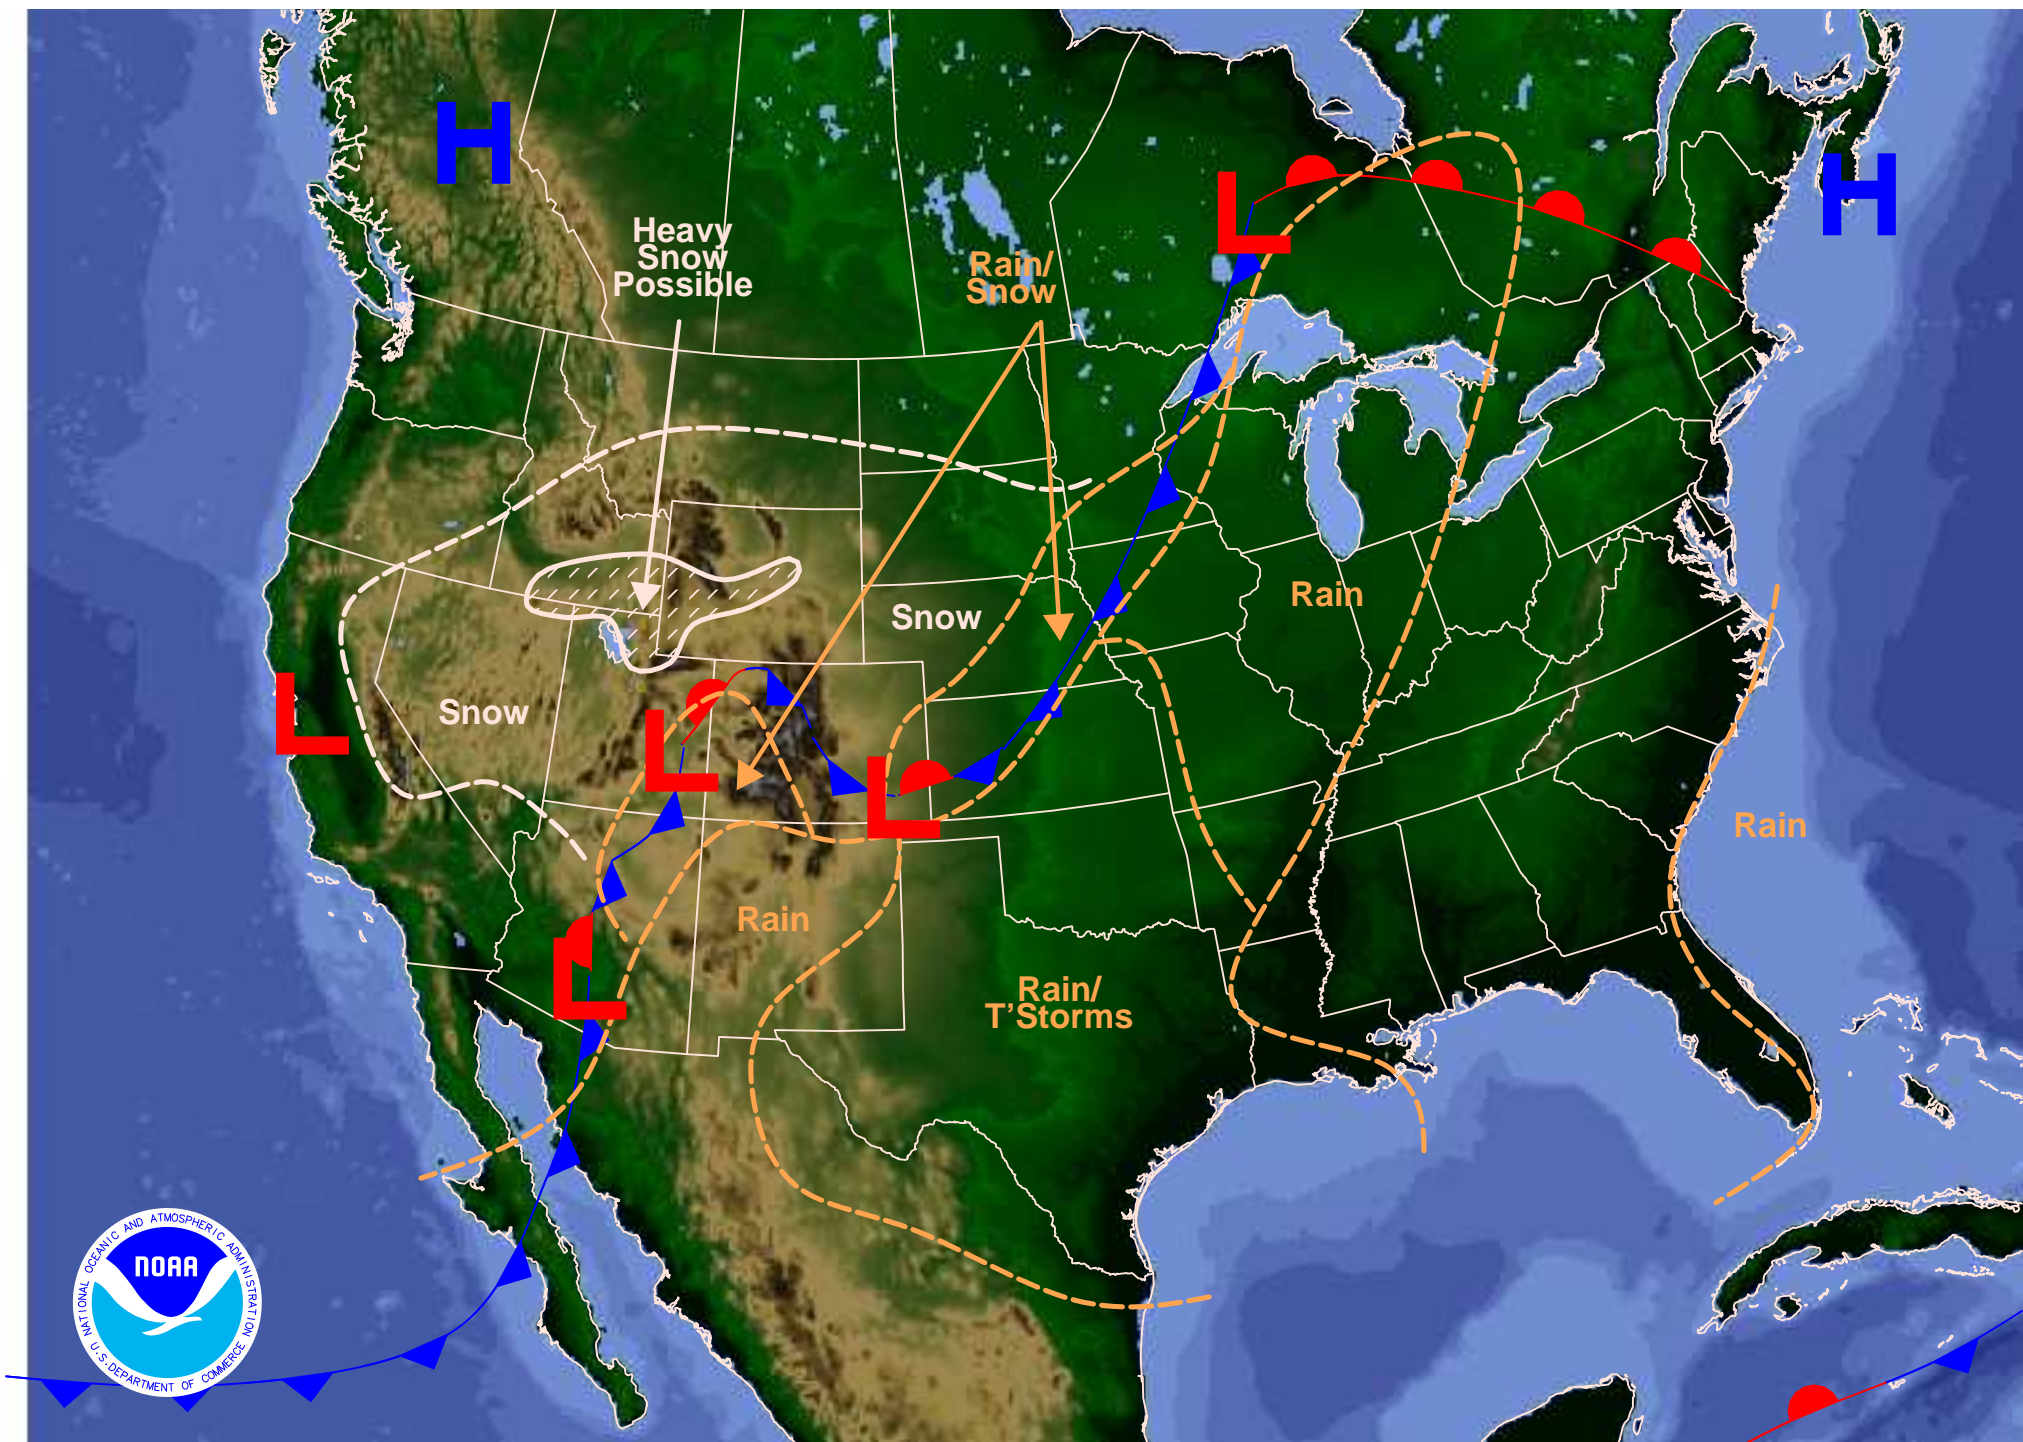 H
H
L
Heavy
Snow
Possible
Rain/
Snow
Rain
Snow
Snow
L
L
L
Rain
Rain
L
Rain/
T'Storms
NATIONAL OCEANIC AND ATMOSPHERIC ADMINISTRATION
NOAA
U.S. DEPARTMENT OF COMMERCE